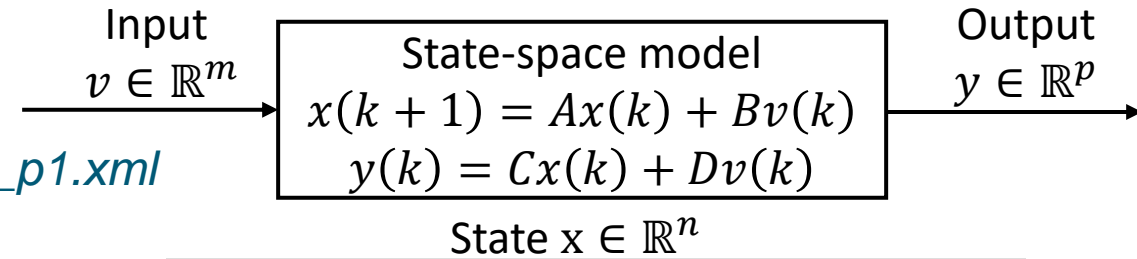 Input
v ∈ ℝ^m
State-space model
x(k + 1) = Ax(k) + Bv(k)
y(k) = Cx(k) + Dv(k)
Output
y ∈ ℝ^p
_p1.xml
State x ∈ ℝ^n